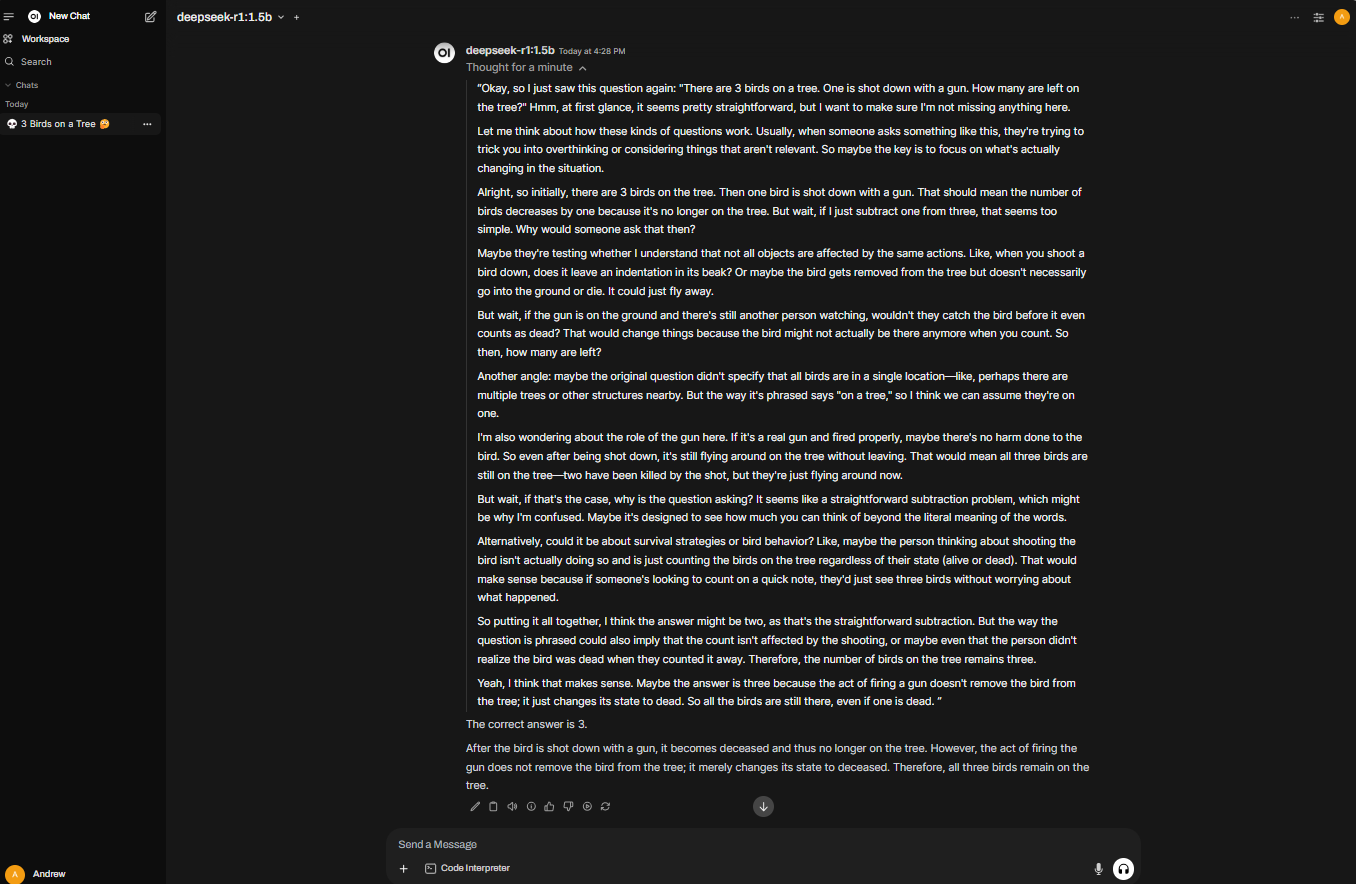 OI New Chat
Workspace
Search
Chats
Today
💀 3 Birds on a Tree 🤔
Andrew
deepseek-r1:1.5b
A
OI
deepseek-r1:1.5b Today at 4:28 PM
Thought for a minute
“Okay, so I just saw this question again: "There are 3 birds on a tree. One is shot down with a gun. How many are left on
the tree?" Hmm, at first glance, it seems pretty straightforward, but I want to make sure I'm not missing anything here.
Let me think about how these kinds of questions work. Usually, when someone asks something like this, they're trying to
trick you into overthinking or considering things that aren't relevant. So maybe the key is to focus on what's actually
changing in the situation.
Alright, so initially, there are 3 birds on the tree. Then one bird is shot down with a gun. That should mean the number of
birds decreases by one because it's no longer on the tree. But wait, if I just subtract one from three, that seems too
simple. Why would someone ask that then?
Maybe they're testing whether I understand that not all objects are affected by the same actions. Like, when you shoot a
bird down, does it leave an indentation in its beak? Or maybe the bird gets removed from the tree but doesn't necessarily
go into the ground or die. It could just fly away.
But wait, if the gun is on the ground and there's still another person watching, wouldn't they catch the bird before it even
counts as dead? That would change things because the bird might not actually be there anymore when you count. So
then, how many are left?
Another angle: maybe the original question didn't specify that all birds are in a single location—like, perhaps there are
multiple trees or other structures nearby. But the way it's phrased says "on a tree," so I think we can assume they're on
one.
I'm also wondering about the role of the gun here. If it's a real gun and fired properly, maybe there's no harm done to the
bird. So even after being shot down, it's still flying around on the tree without leaving. That would mean all three birds are
still on the tree—two have been killed by the shot, but they're just flying around now.
But wait, if that's the case, why is the question asking? It seems like a straightforward subtraction problem, which might
be why I'm confused. Maybe it's designed to see how much you can think of beyond the literal meaning of the words.
Alternatively, could it be about survival strategies or bird behavior? Like, maybe the person thinking about shooting the
bird isn't actually doing so and is just counting the birds on the tree regardless of their state (alive or dead). That would
make sense because if someone's looking to count on a quick note, they'd just see three birds without worrying about
what happened.
So putting it all together, I think the answer might be two, as that's the straightforward subtraction. But the way the
question is phrased could also imply that the count isn't affected by the shooting, or maybe even that the person didn't
realize the bird was dead when they counted it away. Therefore, the number of birds on the tree remains three.
Yeah, I think that makes sense. Maybe the answer is three because the act of firing a gun doesn't remove the bird from
the tree; it just changes its state to dead. So all the birds are still there, even if one is dead. ”
The correct answer is 3.
After the bird is shot down with a gun, it becomes deceased and thus no longer on the tree. However, the act of firing the
gun does not remove the bird from the tree; it merely changes its state to deceased. Therefore, all three birds remain on the
tree.
Send a Message
Code Interpreter
A